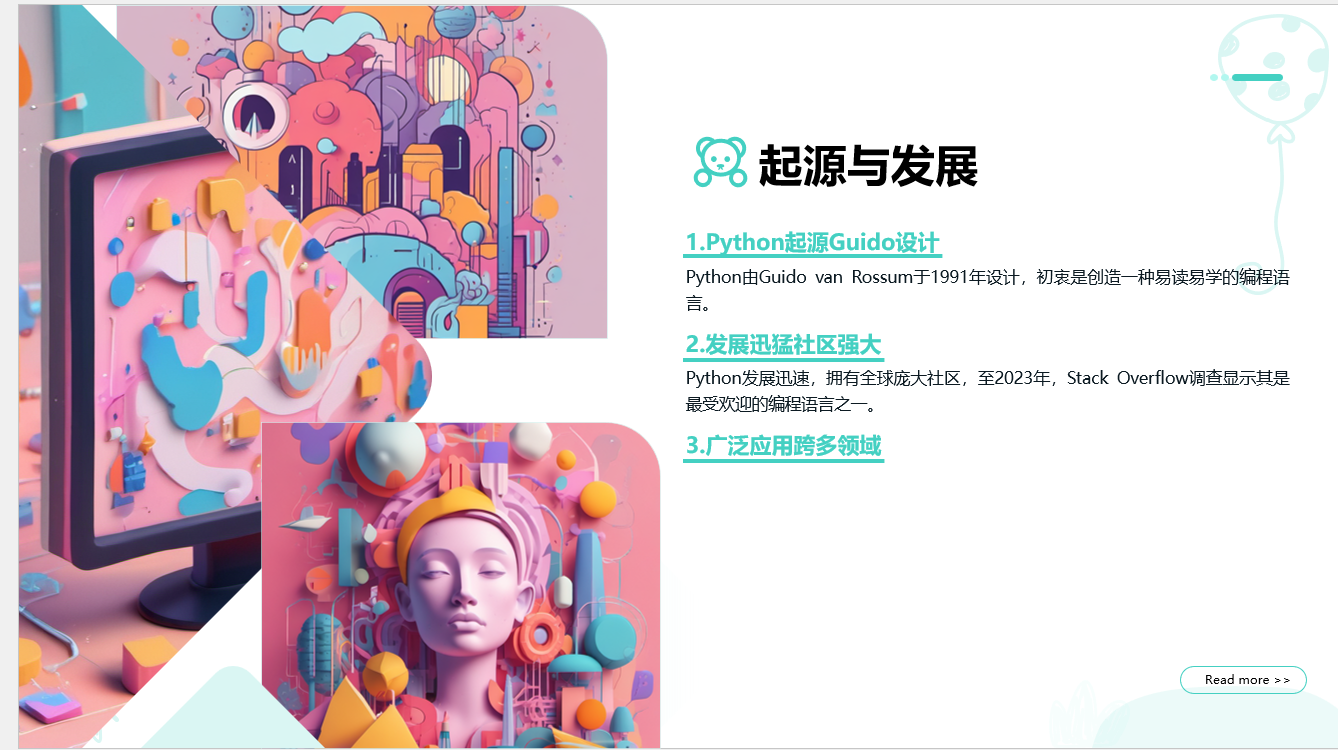 起源与发展
1.Python起源Guido设计
Python由Guido van Rossum于1991年设计，初衷是创造一种易读易学的编程语
言。
2.发展迅猛社区强大
Python发展迅速，拥有全球庞大社区，至2023年，Stack Overflow调查显示其是
最受欢迎的编程语言之一。
3.广泛应用跨多领域
Read more >>